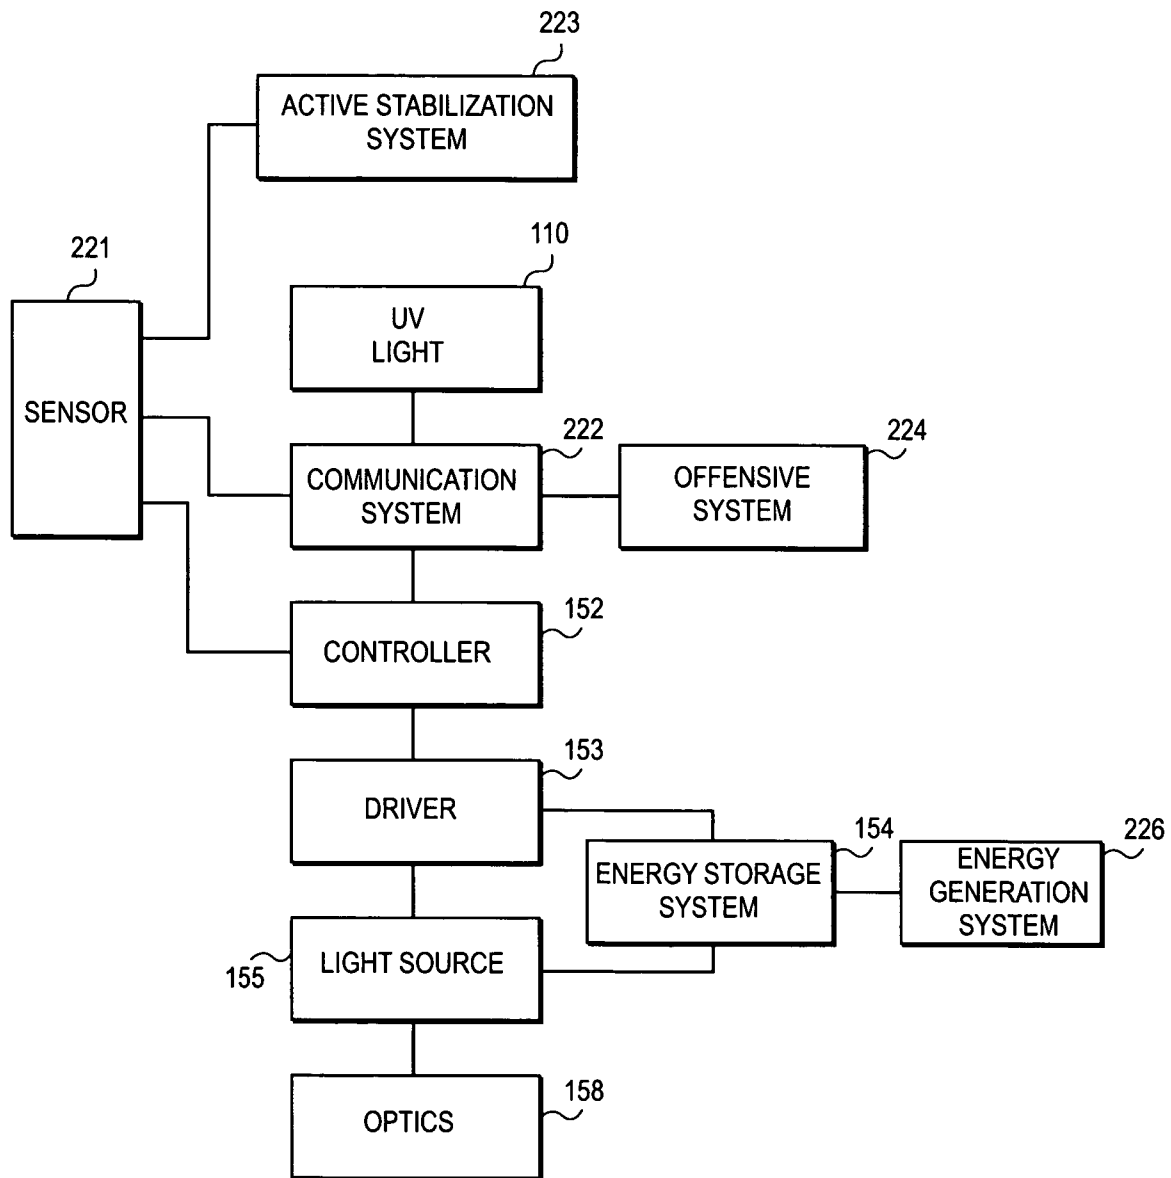 223
ACTIVE STABILIZATION
SYSTEM
221
110
UV
LIGHT
SENSOR
222
224
COMMUNICATION
SYSTEM
OFFENSIVE
SYSTEM
152
CONTROLLER
153
DRIVER
154
226
ENERGY STORAGE
SYSTEM
ENERGY
GENERATION
SYSTEM
155
LIGHT SOURCE
158
OPTICS